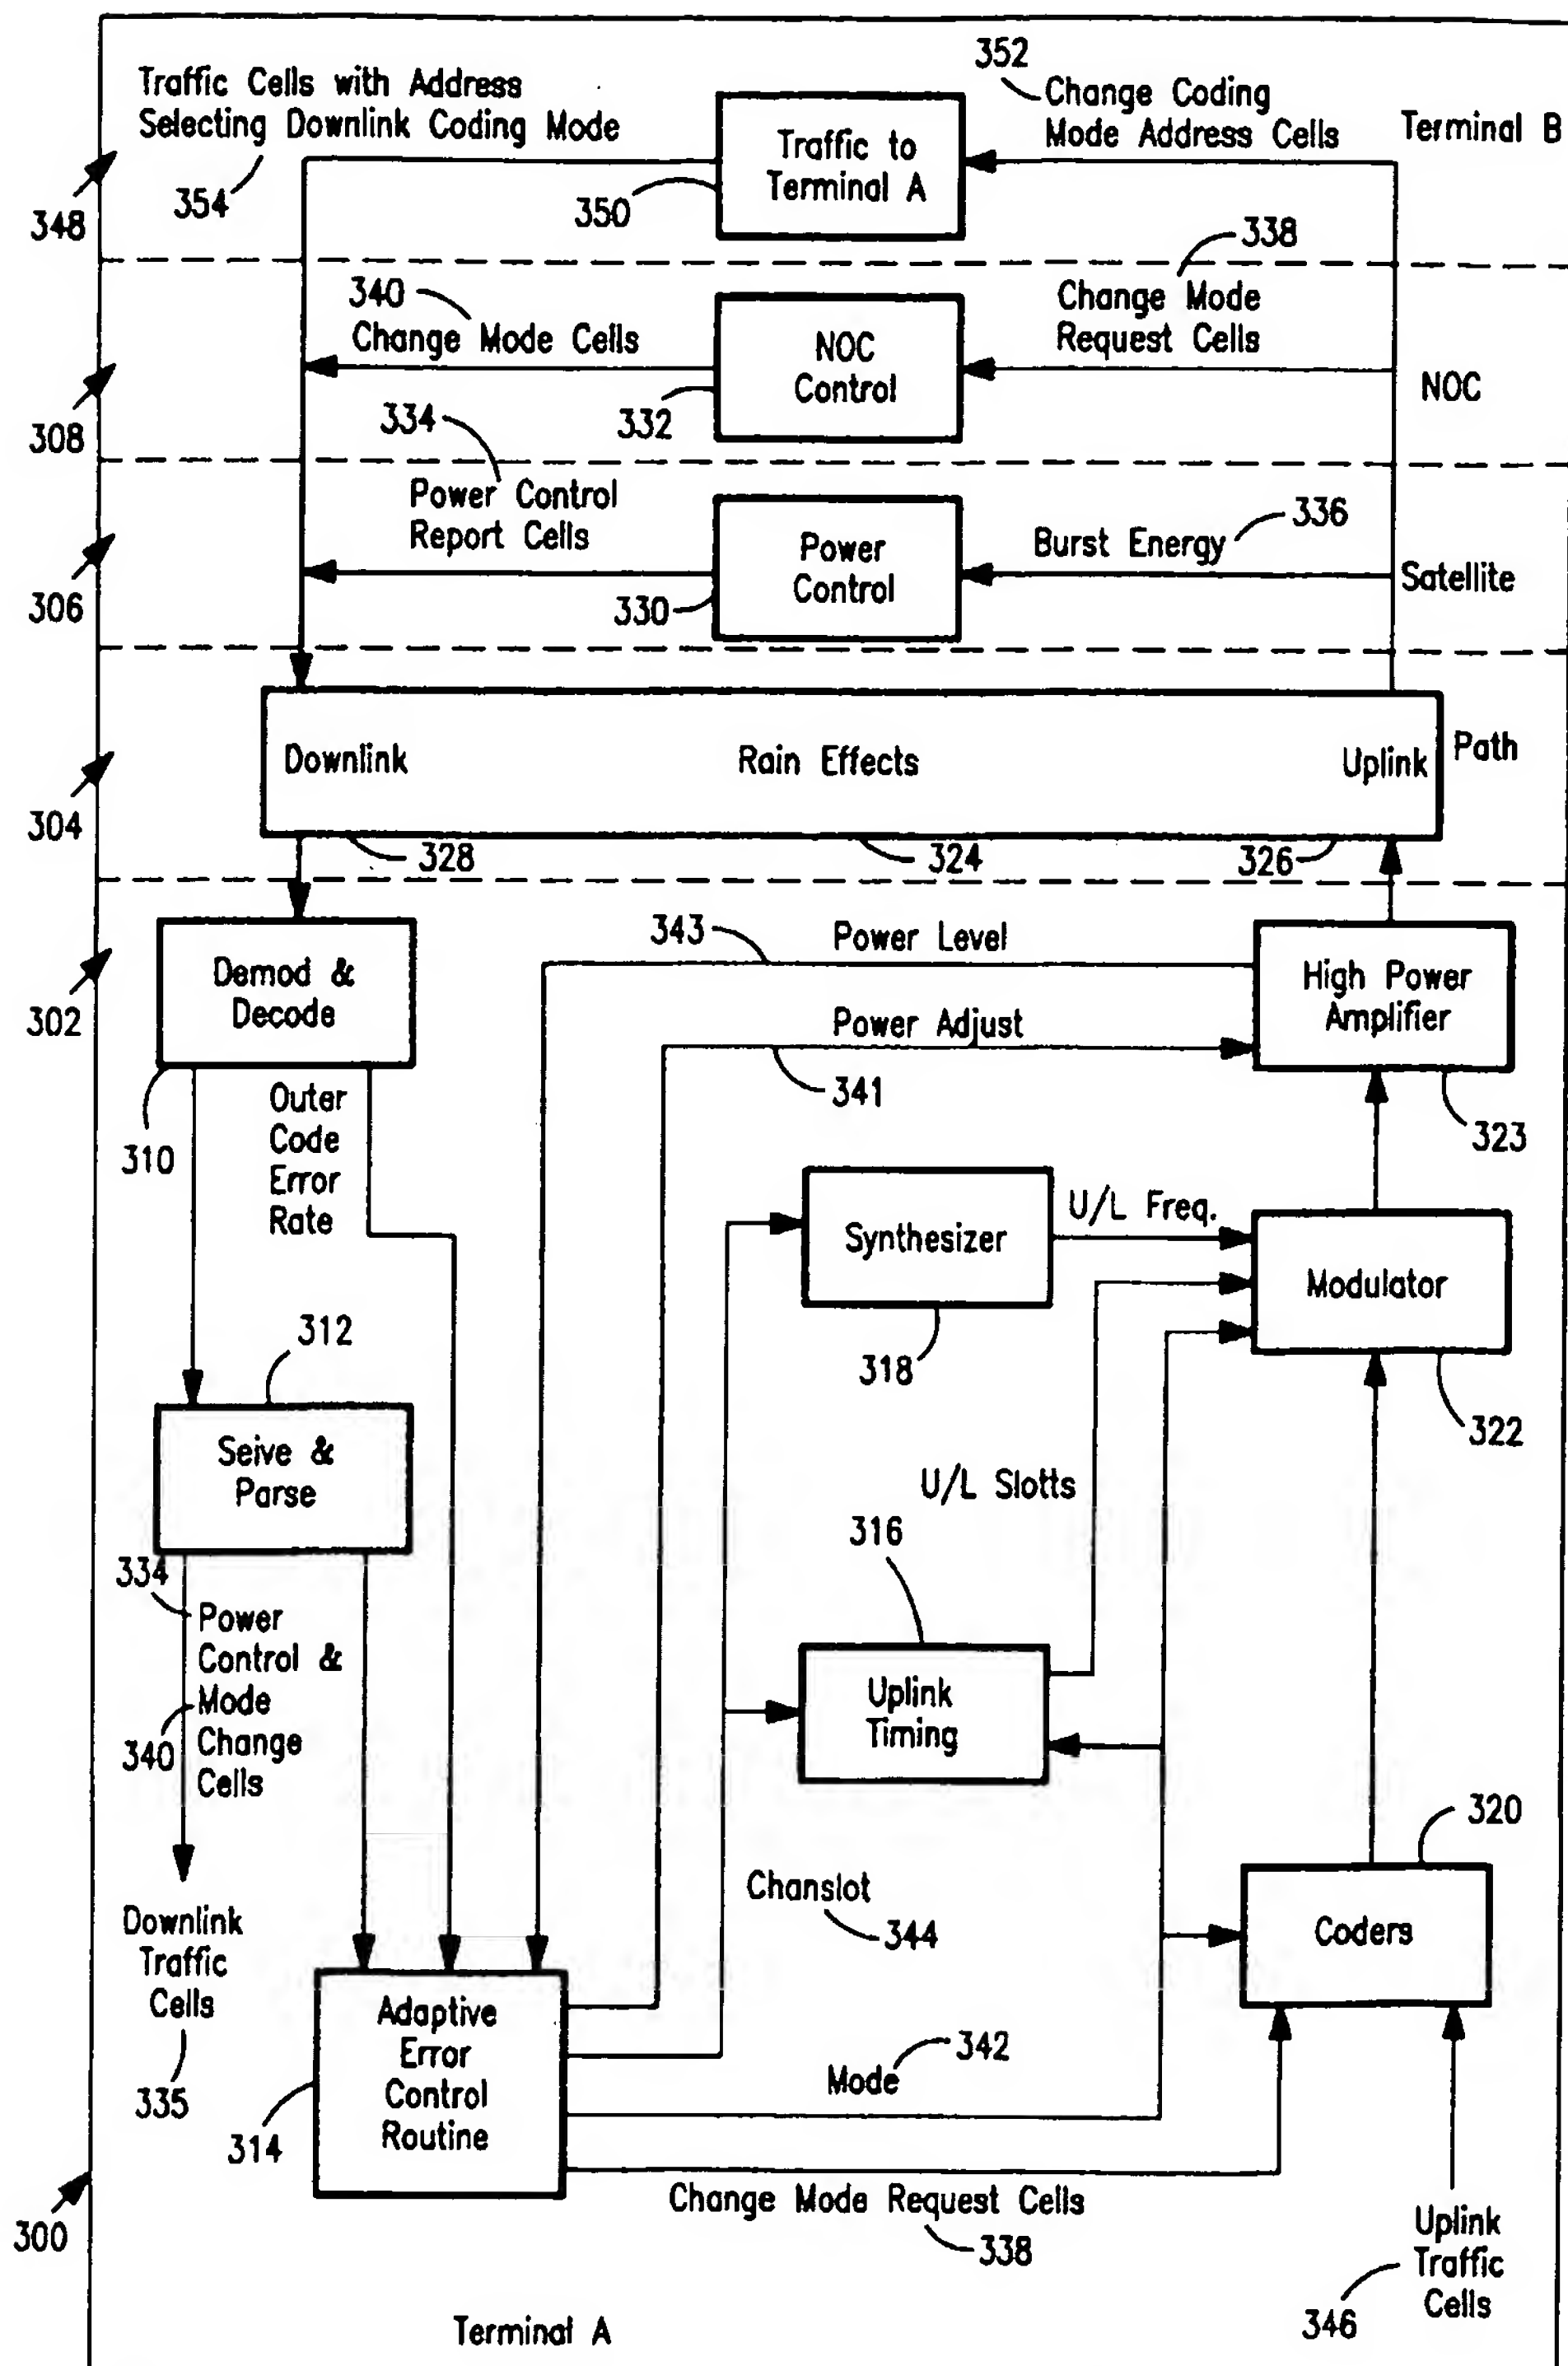 352
Traffic Cells with Address
Selecting Downlink Coding Mode
Change Coding
Mode Address Cells
Terminal B
Traffic to
Terminal A
354
350
348
338
340
Change Mode Cells
NOC
Control
Change Mode
Request Cells
NOC
334
332
308
Power Control
Report Cells
Power
Control
Burst Energy
336
Satellite
330
306
Downlink
Rain Effects
Uplink
Path
304
328
324
326
343
Power Level
Demod &
Decode
High Power
Amplifier
302
Power Adjust
341
310
Outer
Code
Error
Rate
323
Synthesizer
U/L Freq.
Modulator
312
318
322
Seive &
Parse
U/L Slotts
316
334
Power
Control &
Mode
Change
Cells
340
Uplink
Timing
320
Chanslot
344
Coders
Downlink
Traffic
Cells
335
Adaptive
Error
Control
Routine
314
Mode
342
Change Mode Request Cells
338
300
Uplink
Traffic
Cells
346
Terminal A